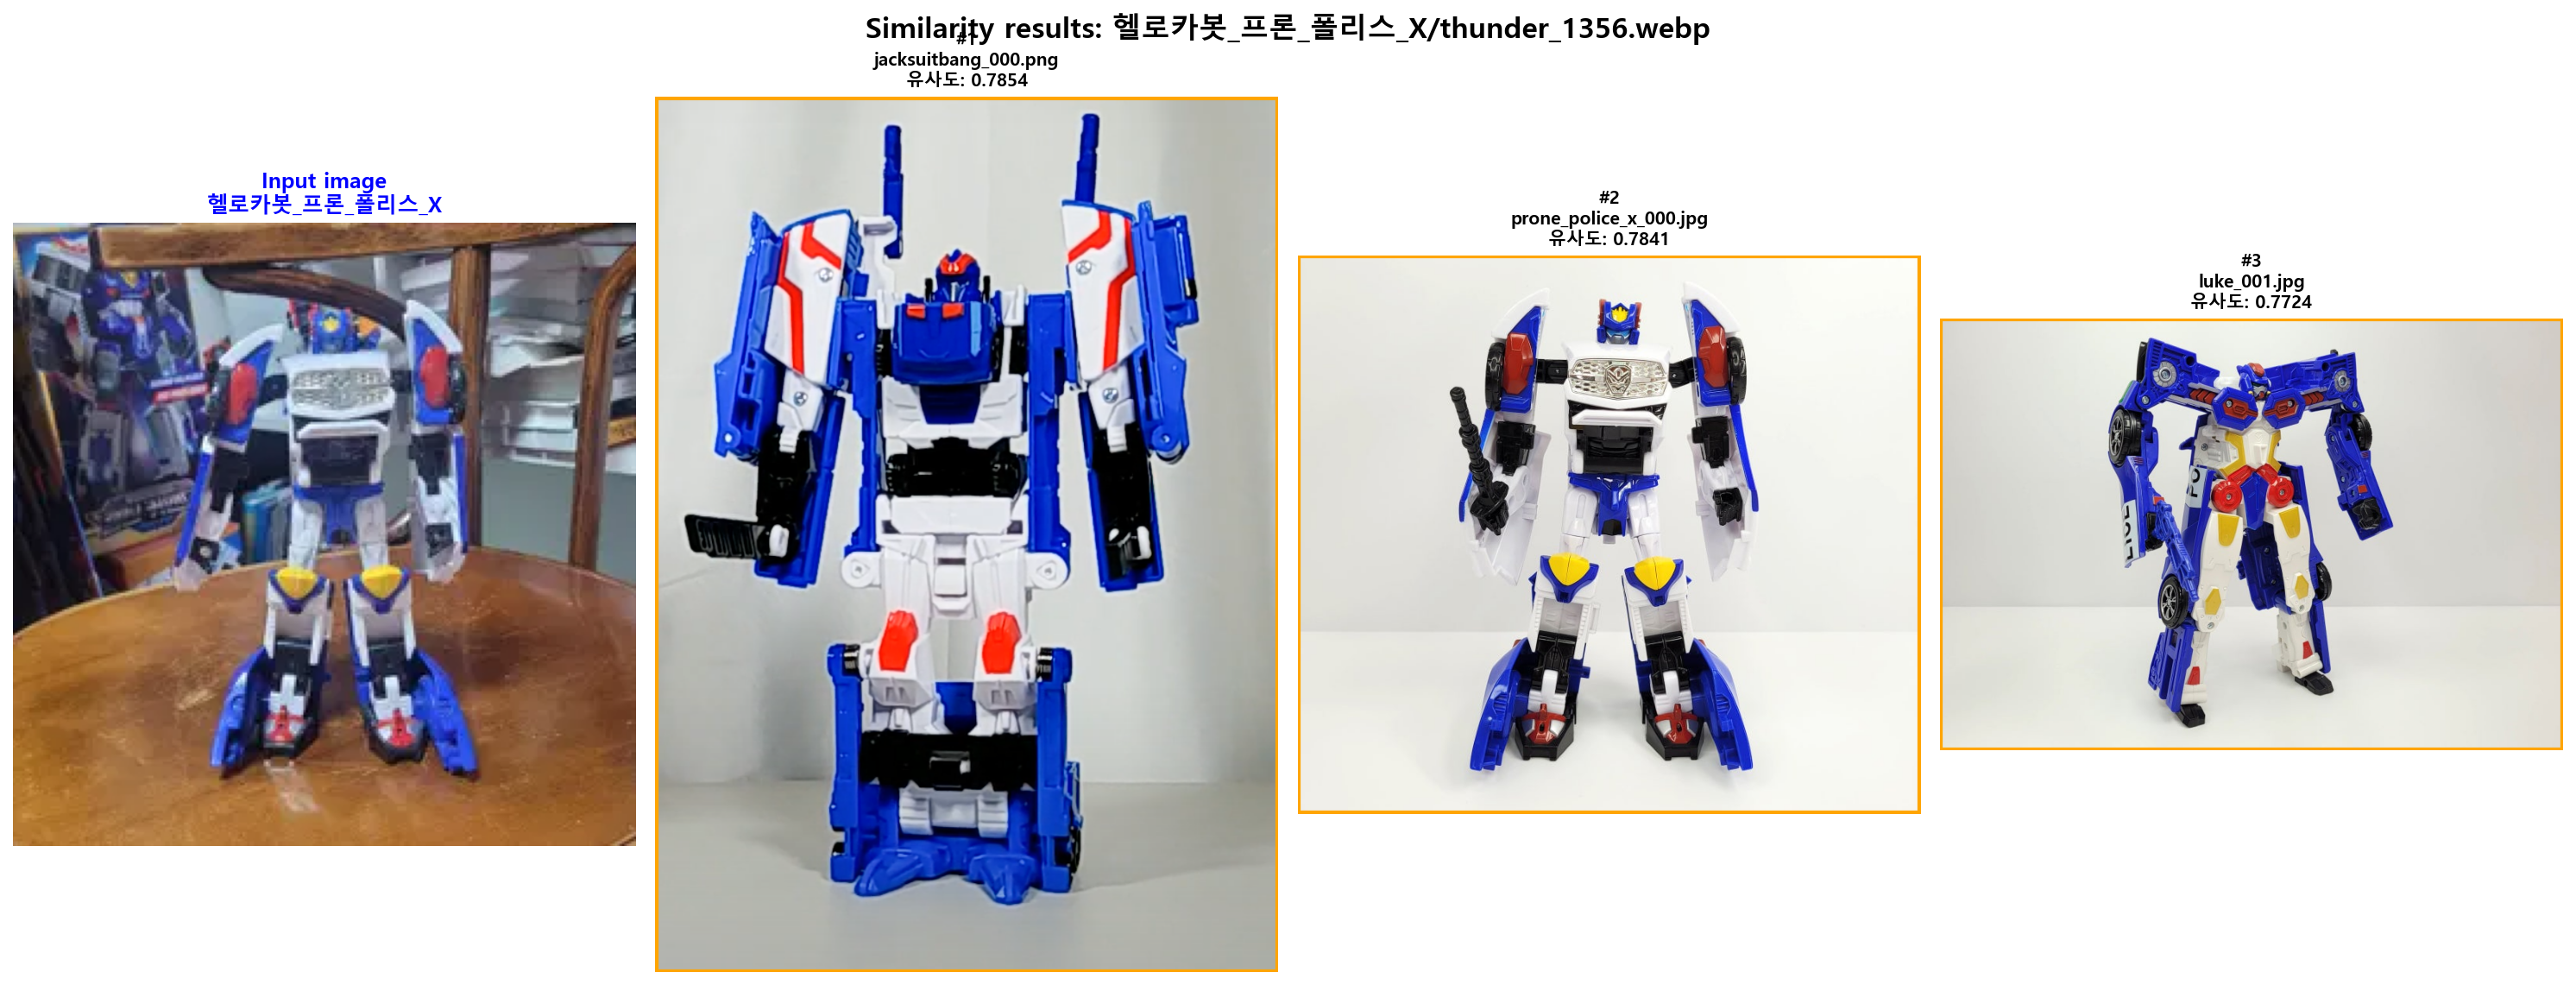 Similarity results: 헬로카봇_프론_폴리스_X/thunder_1356.webp
Input image
헬로카봇_프론_폴리스_X
#1
jacksuitbang_000.png
유사도: 0.7854
#2
prone_police_x_000.jpg
유사도: 0.7841
#3
luke_001.jpg
유사도: 0.7724